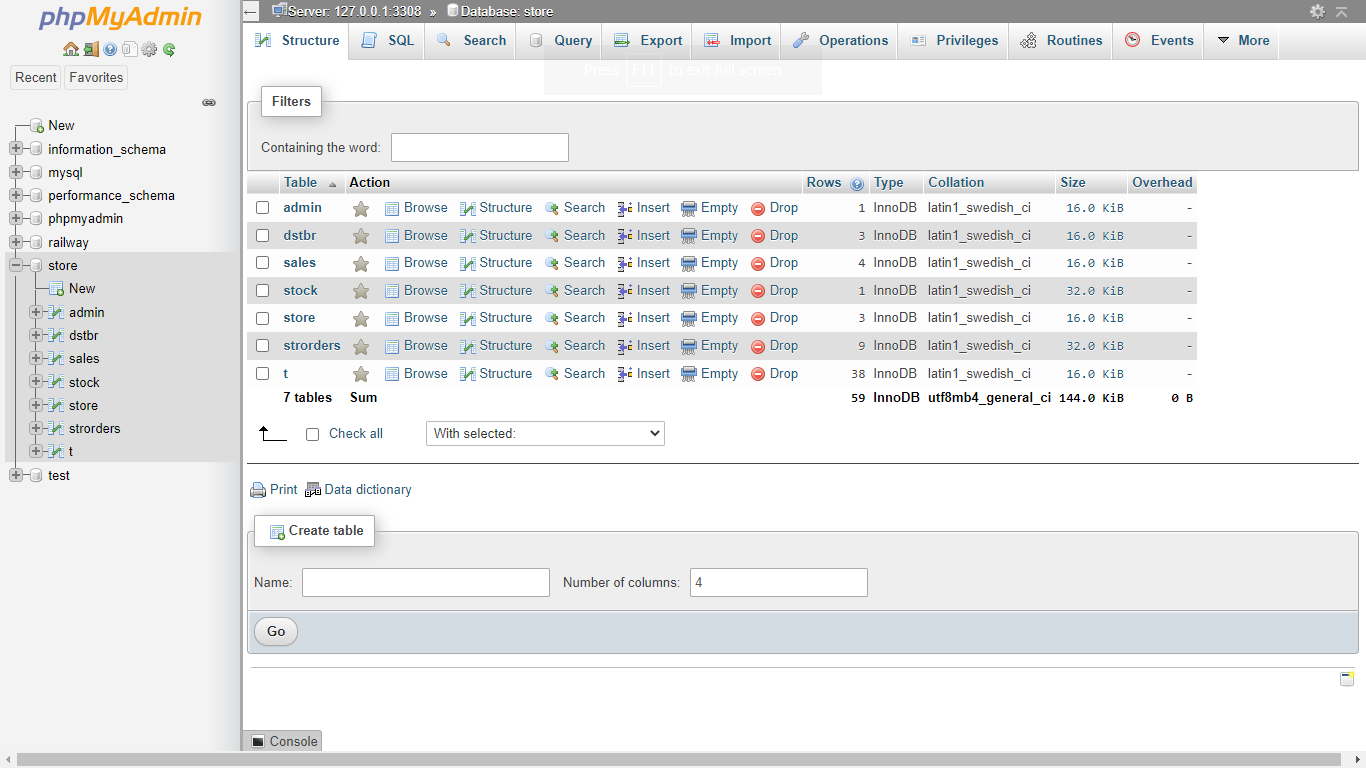 phpMyAdmin
Recent Favorites
New
information_schema
mysql
performance_schema
phpmyadmin
railway
store
New
admin
dstbr
sales
stock
store
strorders
t
test
Server: 127.0.0.1:3308 » Database: store
Structure SQL Search Query Export Import Operations Privileges Routines Events More
Press F11 to exit full screen
Filters
Containing the word:
Table Action Rows Type Collation Size Overhead
admin Browse Structure Search Insert Empty Drop 1 InnoDB latin1_swedish_ci 16.0 KiB -
dstbr Browse Structure Search Insert Empty Drop 3 InnoDB latin1_swedish_ci 16.0 KiB -
sales Browse Structure Search Insert Empty Drop 4 InnoDB latin1_swedish_ci 16.0 KiB -
stock Browse Structure Search Insert Empty Drop 1 InnoDB latin1_swedish_ci 32.0 KiB -
store Browse Structure Search Insert Empty Drop 3 InnoDB latin1_swedish_ci 16.0 KiB -
strorders Browse Structure Search Insert Empty Drop 9 InnoDB latin1_swedish_ci 32.0 KiB -
t Browse Structure Search Insert Empty Drop 38 InnoDB latin1_swedish_ci 16.0 KiB -
7 tables Sum 59 InnoDB utf8mb4_general_ci 144.0 KiB 0 B
Check all With selected:
Print Data dictionary
Create table
Name: Number of columns: 4
Go
Console